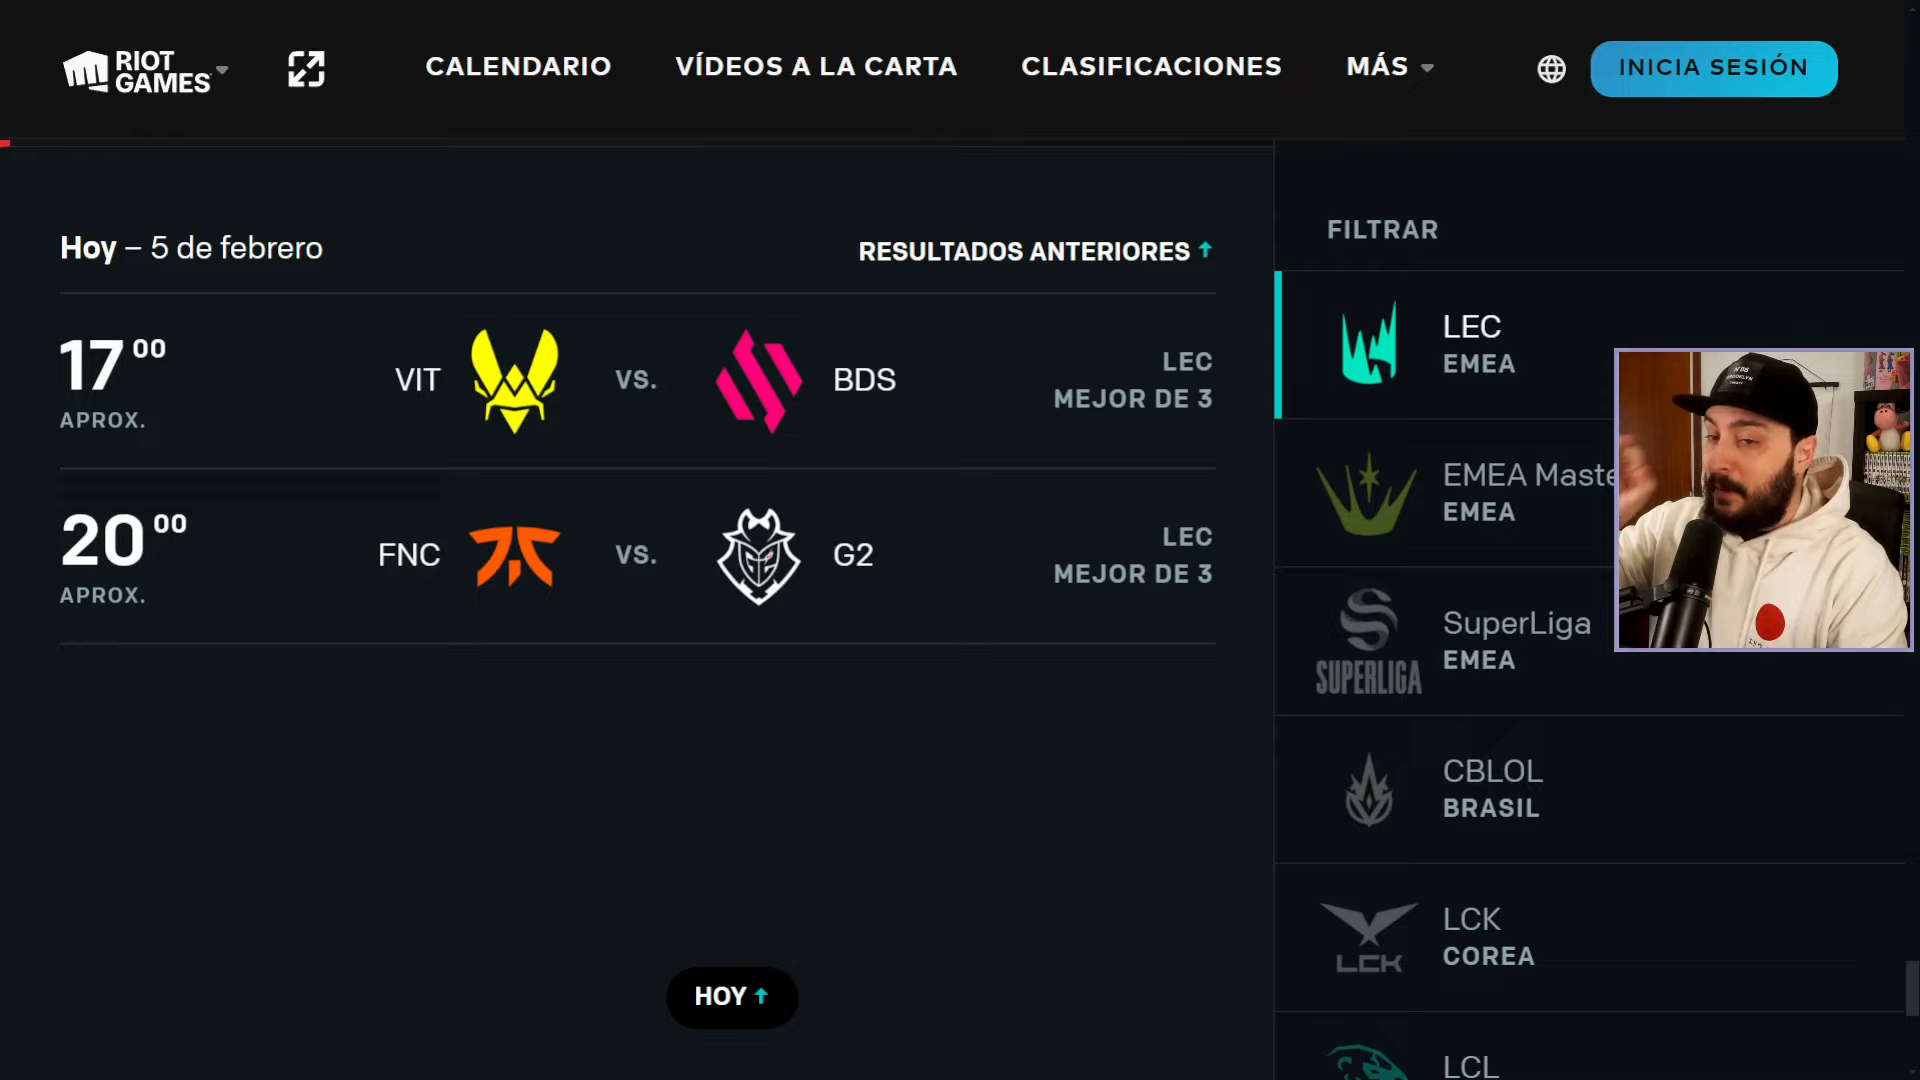 RIOT
GAMES
CALENDARIO
VÍDEOS A LA CARTA
CLASIFICACIONES
MÁS
INICIA SESIÓN
Hoy – 5 de febrero
RESULTADOS ANTERIORES
17 00
APROX.
VIT
VS.
BDS
LEC
MEJOR DE 3
20 00
APROX.
FNC
VS.
G2
LEC
MEJOR DE 3
HOY
FILTRAR
LEC
EMEA
EMEA Maste
EMEA
SUPERLIGA
SuperLiga
EMEA
CBLOL
BRASIL
LCK
LCK
COREA
LCL